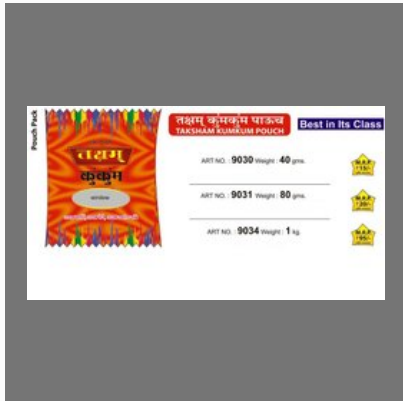 Pouch Pack
तक्षम्
कुंकुम
तक्षम् कुंमकुंम पाऊच
TAKSHAM KUMKUM POUCH
Best in Its Class
ART NO. : 9030 Weight : 40 gms.
M.R.P.
ART NO. : 9031 Weight : 80 gms.
M.R.P.
ART NO. : 9034 Weight : 1 kg.
M.R.P.